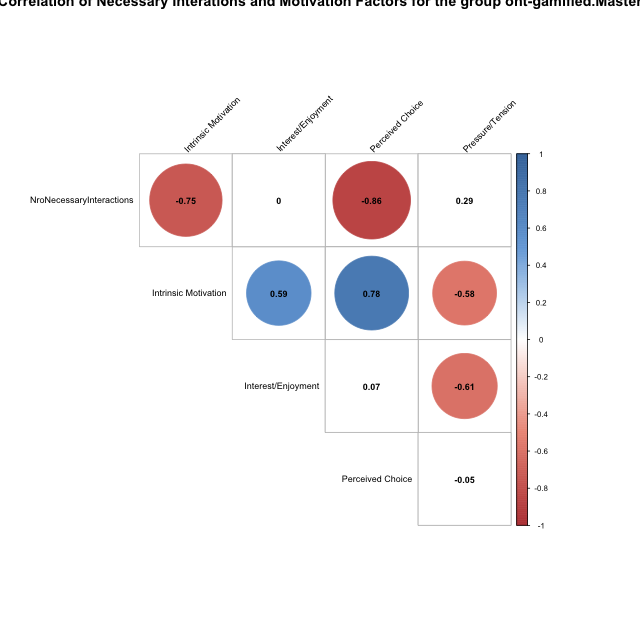 Correlation of Necessary Interations and Motivation Factors for the group ont-gamified.Master
Intrinsic Motivation
Interest/Enjoyment
Perceived Choice
Pressure/Tension
NroNecessaryInteractions
-0.75
0
-0.86
0.29
Intrinsic Motivation
0.59
0.78
-0.58
Interest/Enjoyment
0.07
-0.61
Perceived Choice
-0.05
1
0.8
0.6
0.4
0.2
0
-0.2
-0.4
-0.6
-0.8
-1